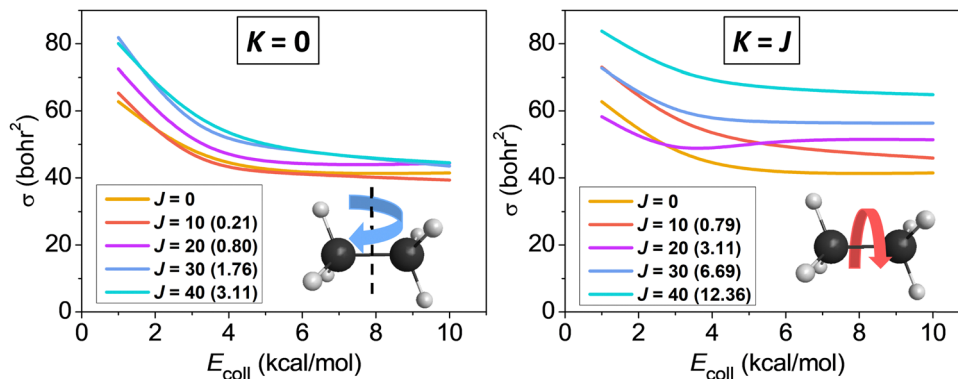 K = 0
80
60
40
20
0
σ (bohr²)
J = 0
J = 10 (0.21)
J = 20 (0.80)
J = 30 (1.76)
J = 40 (3.11)
0 2 4 6 8 10
E_coll (kcal/mol)
K = J
80
60
40
20
0
σ (bohr²)
J = 0
J = 10 (0.79)
J = 20 (3.11)
J = 30 (6.69)
J = 40 (12.36)
0 2 4 6 8 10
E_coll (kcal/mol)